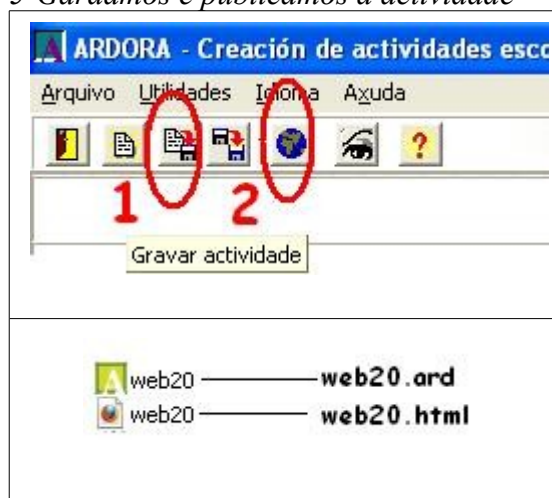 5-Gardamos e publicamos a actividade
ARDORA - Creación de actividades esco
Arquivo Utilidades Idioma Axuda
1 2
Gravar actividade
web20 web20.ard
web20 web20.html